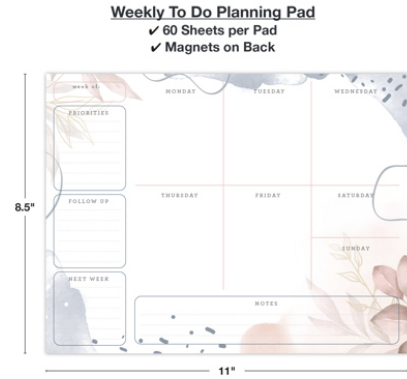 Weekly To Do Planning Pad
✔ 60 Sheets per Pad
✔ Magnets on Back
week of:
MONDAY
TUESDAY
WEDNESDAY
PRIORITIES
THURSDAY
FRIDAY
SATURDAY
FOLLOW UP
8.5"
SUNDAY
NEXT WEEK
NOTES
11"